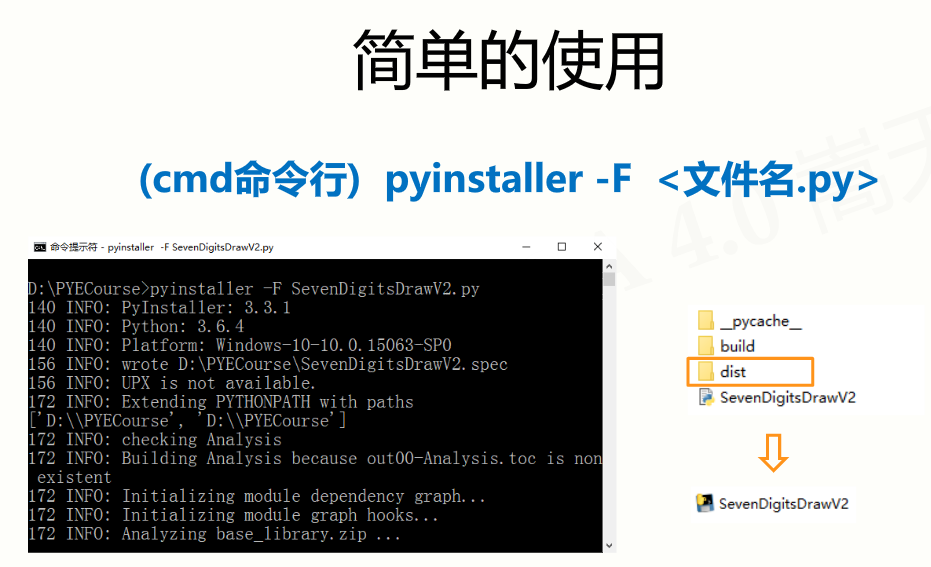 简单的使用
(cmd命令行) pyinstaller -F <文件名.py>
命令提示符 - pyinstaller -F SevenDigitsDrawV2.py
D:\PYECourse>pyinstaller -F SevenDigitsDrawV2.py
140 INFO: PyInstaller: 3.3.1
140 INFO: Python: 3.6.4
140 INFO: Platform: Windows-10-10.0.15063-SP0
156 INFO: wrote D:\PYECourse\SevenDigitsDrawV2.spec
156 INFO: UPX is not available.
172 INFO: Extending PYTHONPATH with paths
['D:\\PYECourse', 'D:\\PYECourse']
172 INFO: checking Analysis
172 INFO: Building Analysis because out00-Analysis.toc is non
existent
172 INFO: Initializing module dependency graph...
172 INFO: Initializing module graph hooks...
172 INFO: Analyzing base_library.zip ...
__pycache__
build
dist
SevenDigitsDrawV2
SevenDigitsDrawV2
4.0 嵩天